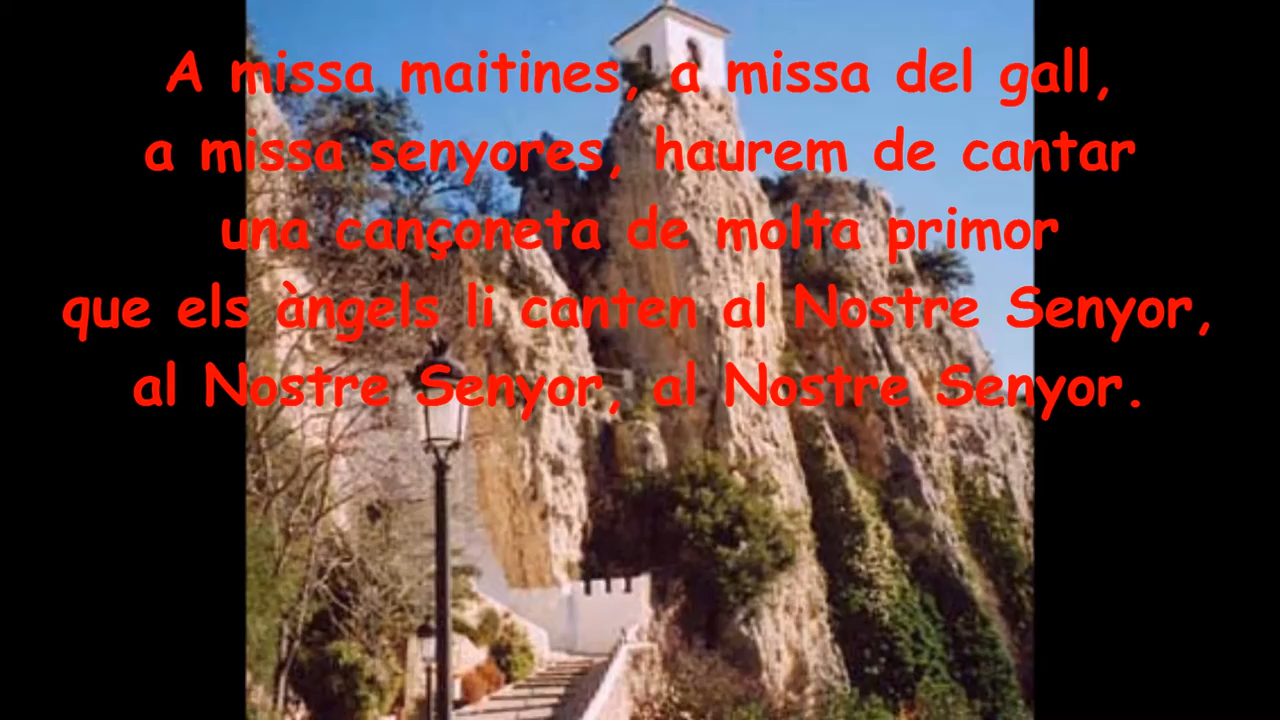 A missa maitines, a missa del gall,
a missa senyores, haurem de cantar
una cançoneta de molta primor
que els àngels li canten al Nostre Senyor,
al Nostre Senyor, al Nostre Senyor.